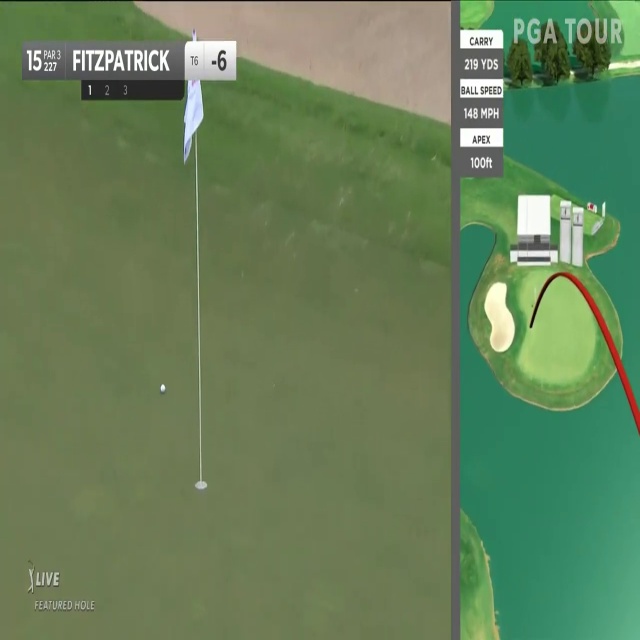 15 PAR 3 227 FITZPATRICK T6 -6
1 2 3
PGA TOUR
CARRY
219 YDS
BALL SPEED
148 MPH
APEX
100ft
LIVE
FEATURED HOLE